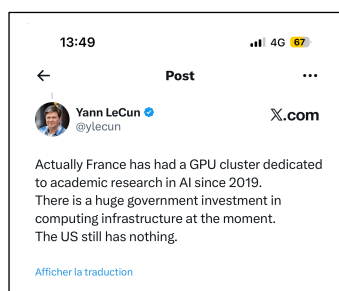 13:49 4G 67
Post
Yann LeCun
@ylecun
𝕏.com
Actually France has had a GPU cluster dedicated
to academic research in AI since 2019.
There is a huge government investment in
computing infrastructure at the moment.
The US still has nothing.
Afficher la traduction